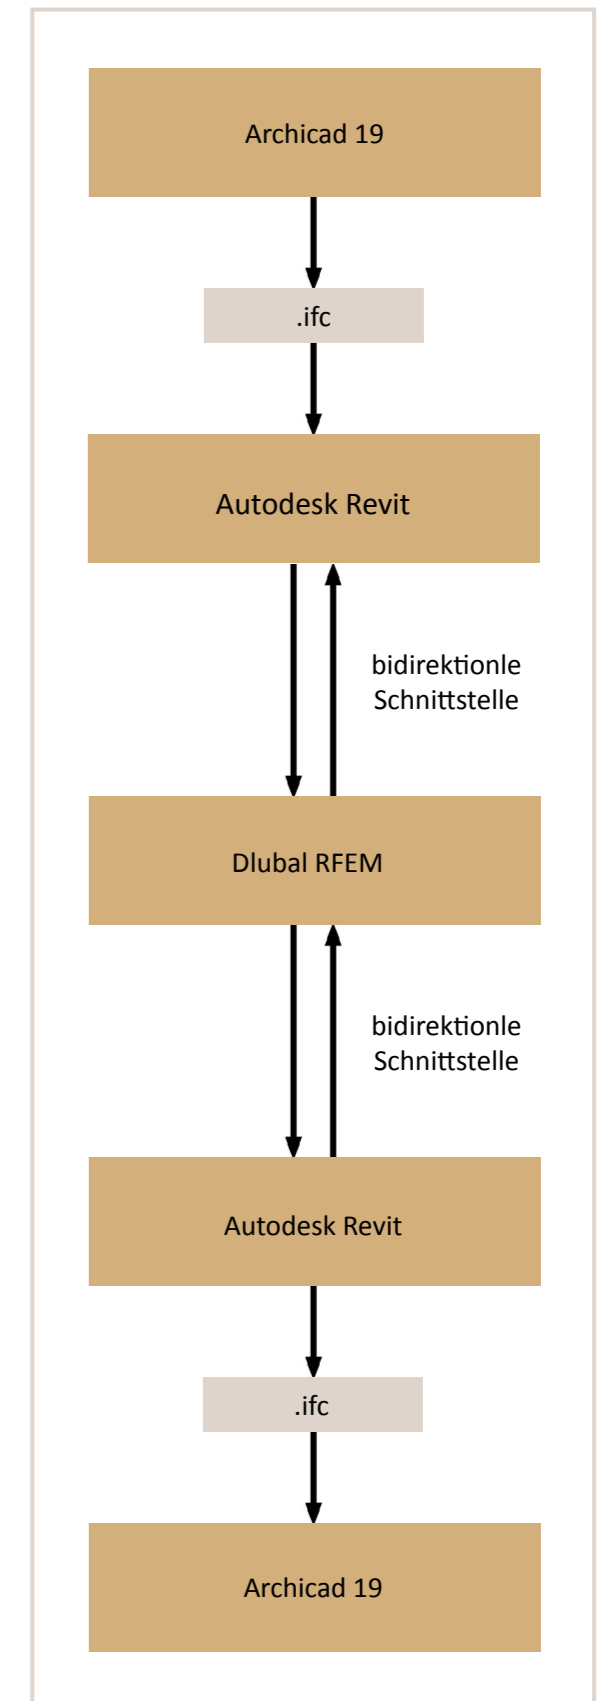 Archicad 19
.ifc
Autodesk Revit
bidirektionle
Schnittstelle
Dlubal RFEM
bidirektionle
Schnittstelle
Autodesk Revit
.ifc
Archicad 19